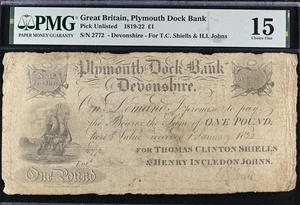 PMG
PAPER MONEY GUARANTY
Great Britain, Plymouth Dock Bank
Pick Unlisted - 1819-22 £1
S/N 2772 - Devonshire - For T.C. Shiells & H.I. Johns
15
Choice Fine
Plymouth Dock Bank
Devonshire.
On Demand I promise to pay
the Bearer the Sum of ONE POUND,
here Value received January
FOR THOMAS CLINTON SHIELLS
& HENRY INCLEDON JOHNS.
Entd
One Pound